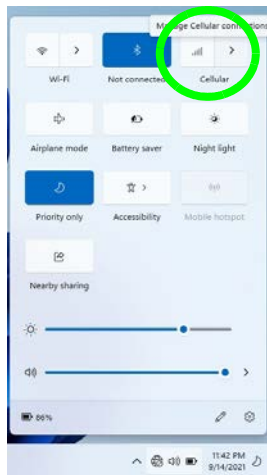 Manage Cellular connections
Wi-Fi
Not connected
Cellular
Airplane mode
Battery saver
Night light
Priority only
Accessibility
Mobile hotspot
Nearby sharing
86%
11:42 PM
9/14/2021